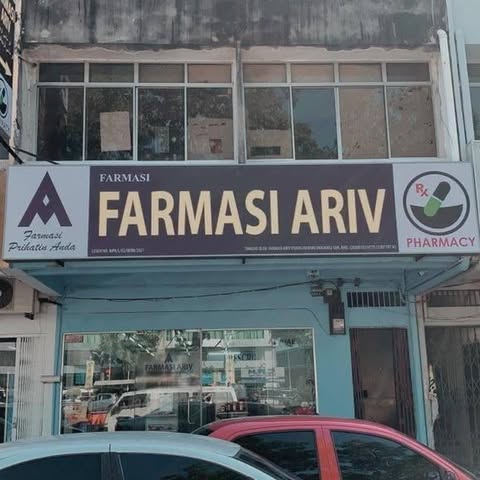 FARMASI
FARMASI ARIV
Farmasi
Prihatin Anda
Rx
PHARMACY
FARMASI ARIV